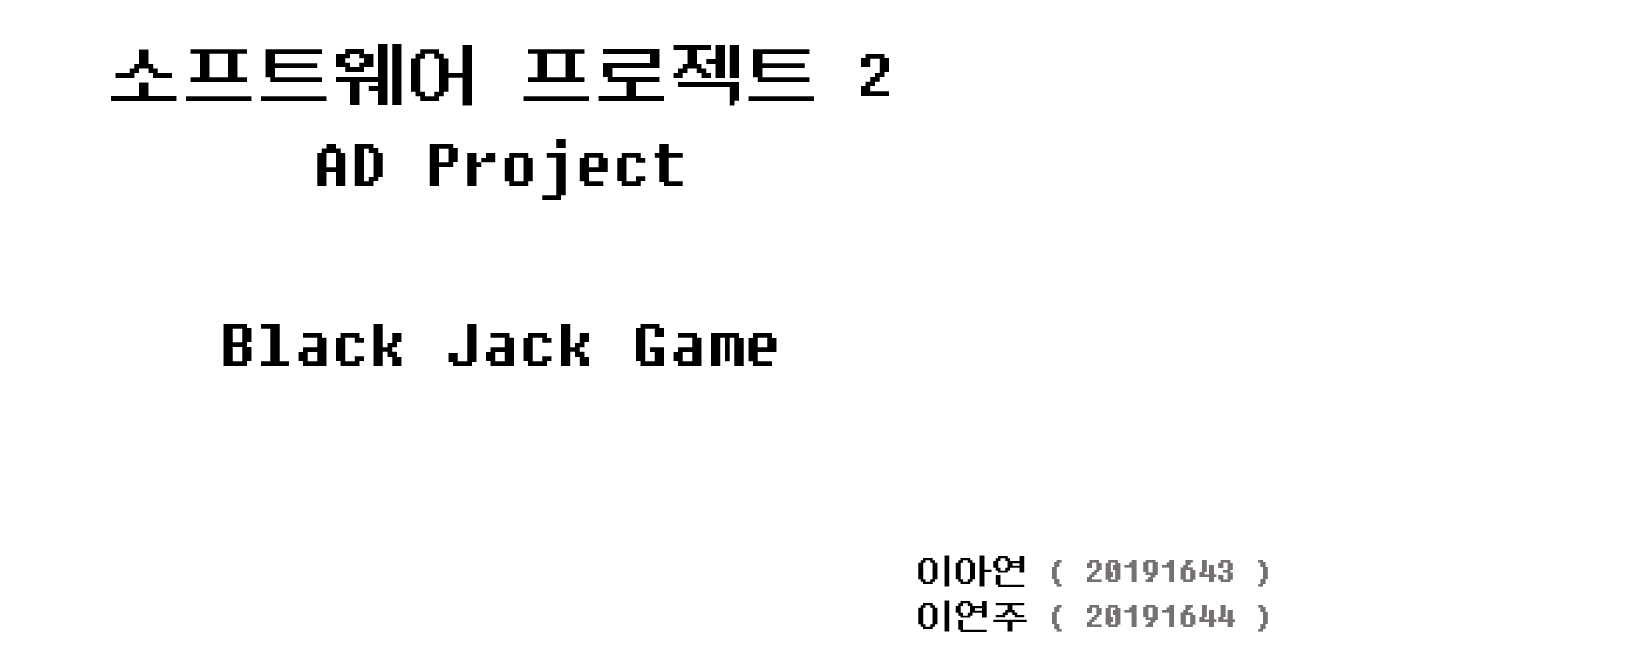 소프트웨어 프로젝트 2
AD Project
Black Jack Game
이아연 ( 20191643 )
이연주 ( 20191644 )